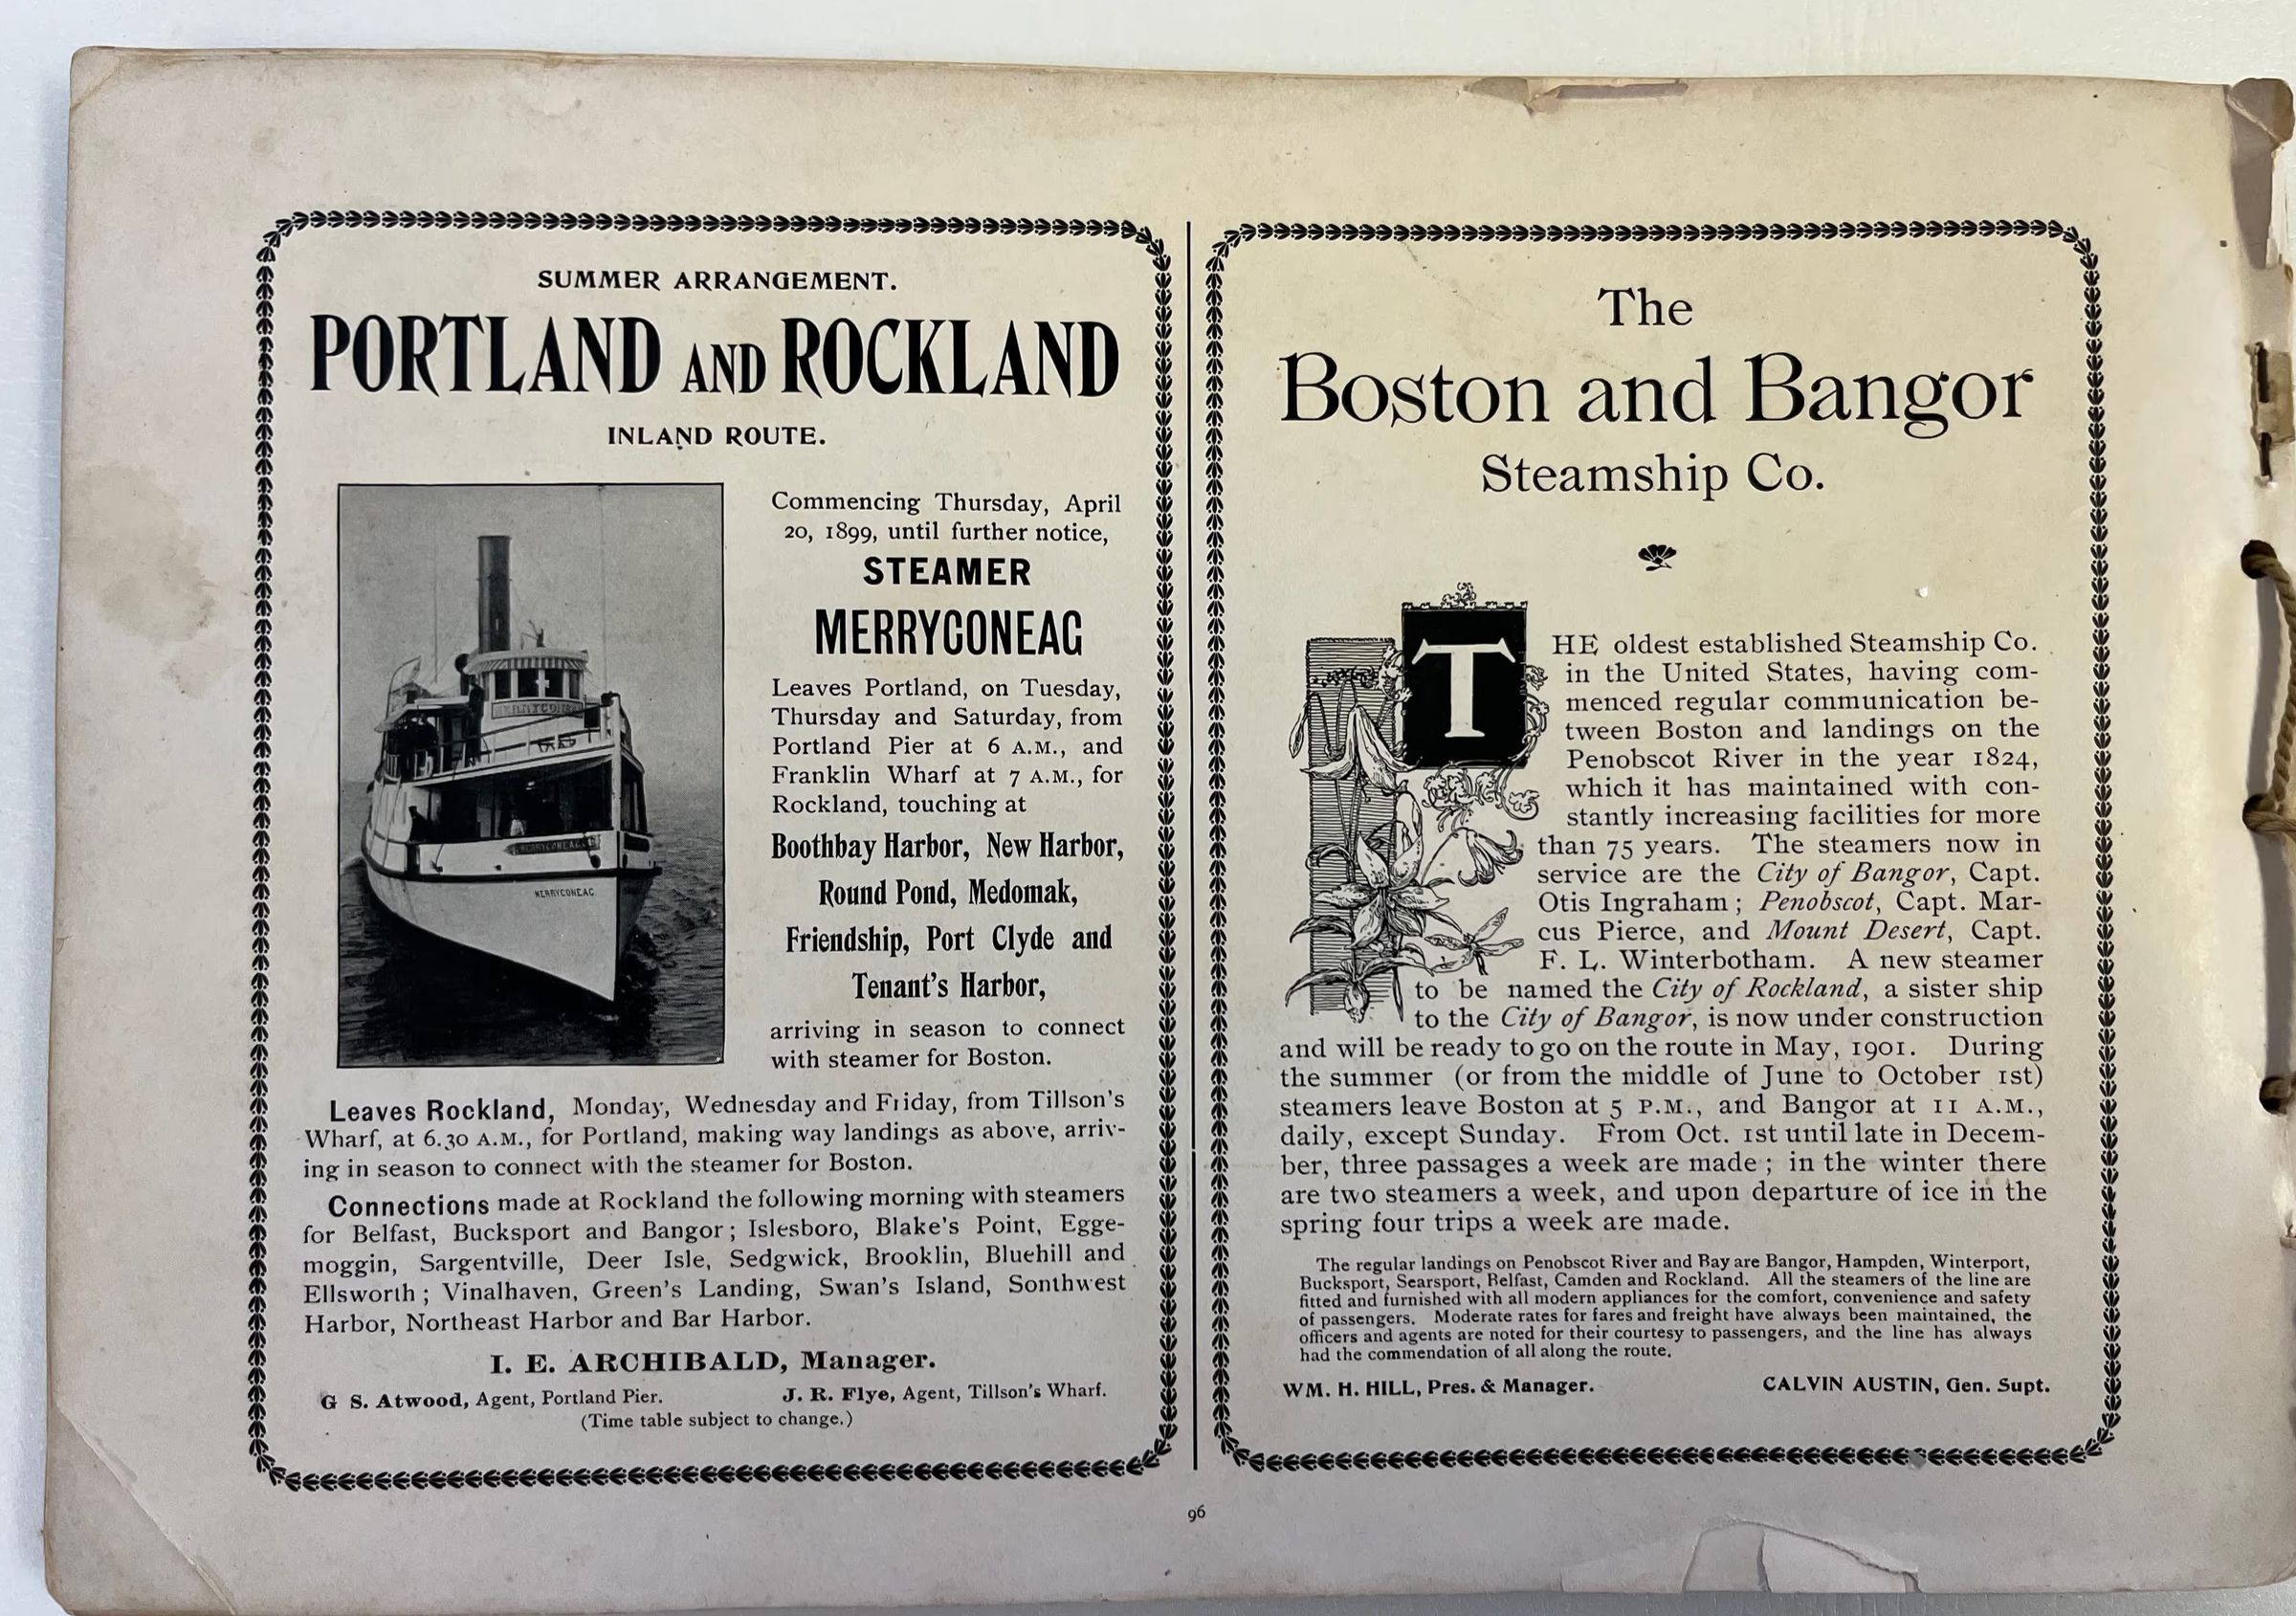 SUMMER ARRANGEMENT.
PORTLAND AND ROCKLAND
INLAND ROUTE.
MERRYCONEAG
MERRYCONEAG
Commencing Thursday, April
20, 1899, until further notice,
STEAMER
MERRYCONEAG
Leaves Portland, on Tuesday,
Thursday and Saturday, from
Portland Pier at 6 A.M., and
Franklin Wharf at 7 A.M., for
Rockland, touching at
Boothbay Harbor, New Harbor,
Round Pond, Medomak,
Friendship, Port Clyde and
Tenant's Harbor,
arriving in season to connect
with steamer for Boston.
Leaves Rockland, Monday, Wednesday and Friday, from Tillson's
Wharf, at 6.30 A.M., for Portland, making way landings as above, arriv-
ing in season to connect with the steamer for Boston.
Connections made at Rockland the following morning with steamers
for Belfast, Bucksport and Bangor; Islesboro, Blake's Point, Egge-
moggin, Sargentville, Deer Isle, Sedgwick, Brooklin, Bluehill and
Ellsworth; Vinalhaven, Green's Landing, Swan's Island, Sonthwest
Harbor, Northeast Harbor and Bar Harbor.
I. E. ARCHIBALD, Manager.
G S. Atwood, Agent, Portland Pier. J. R. Flye, Agent, Tillson's Wharf.
(Time table subject to change.)
The
Boston and Bangor
Steamship Co.
THE oldest established Steamship Co.
in the United States, having com-
menced regular communication be-
tween Boston and landings on the
Penobscot River in the year 1824,
which it has maintained with con-
stantly increasing facilities for more
than 75 years. The steamers now in
service are the City of Bangor, Capt.
Otis Ingraham; Penobscot, Capt. Mar-
cus Pierce, and Mount Desert, Capt.
F. L. Winterbotham. A new steamer
to be named the City of Rockland, a sister ship
to the City of Bangor, is now under construction
and will be ready to go on the route in May, 1901. During
the summer (or from the middle of June to October 1st)
steamers leave Boston at 5 P.M., and Bangor at 11 A.M.,
daily, except Sunday. From Oct. 1st until late in Decem-
ber, three passages a week are made; in the winter there
are two steamers a week, and upon departure of ice in the
spring four trips a week are made.
The regular landings on Penobscot River and Bay are Bangor, Hampden, Winterport,
Bucksport, Searsport, Belfast, Camden and Rockland. All the steamers of the line are
fitted and furnished with all modern appliances for the comfort, convenience and safety
of passengers. Moderate rates for fares and freight have always been maintained, the
officers and agents are noted for their courtesy to passengers, and the line has always
had the commendation of all along the route.
WM. H. HILL, Pres. & Manager. CALVIN AUSTIN, Gen. Supt.
96